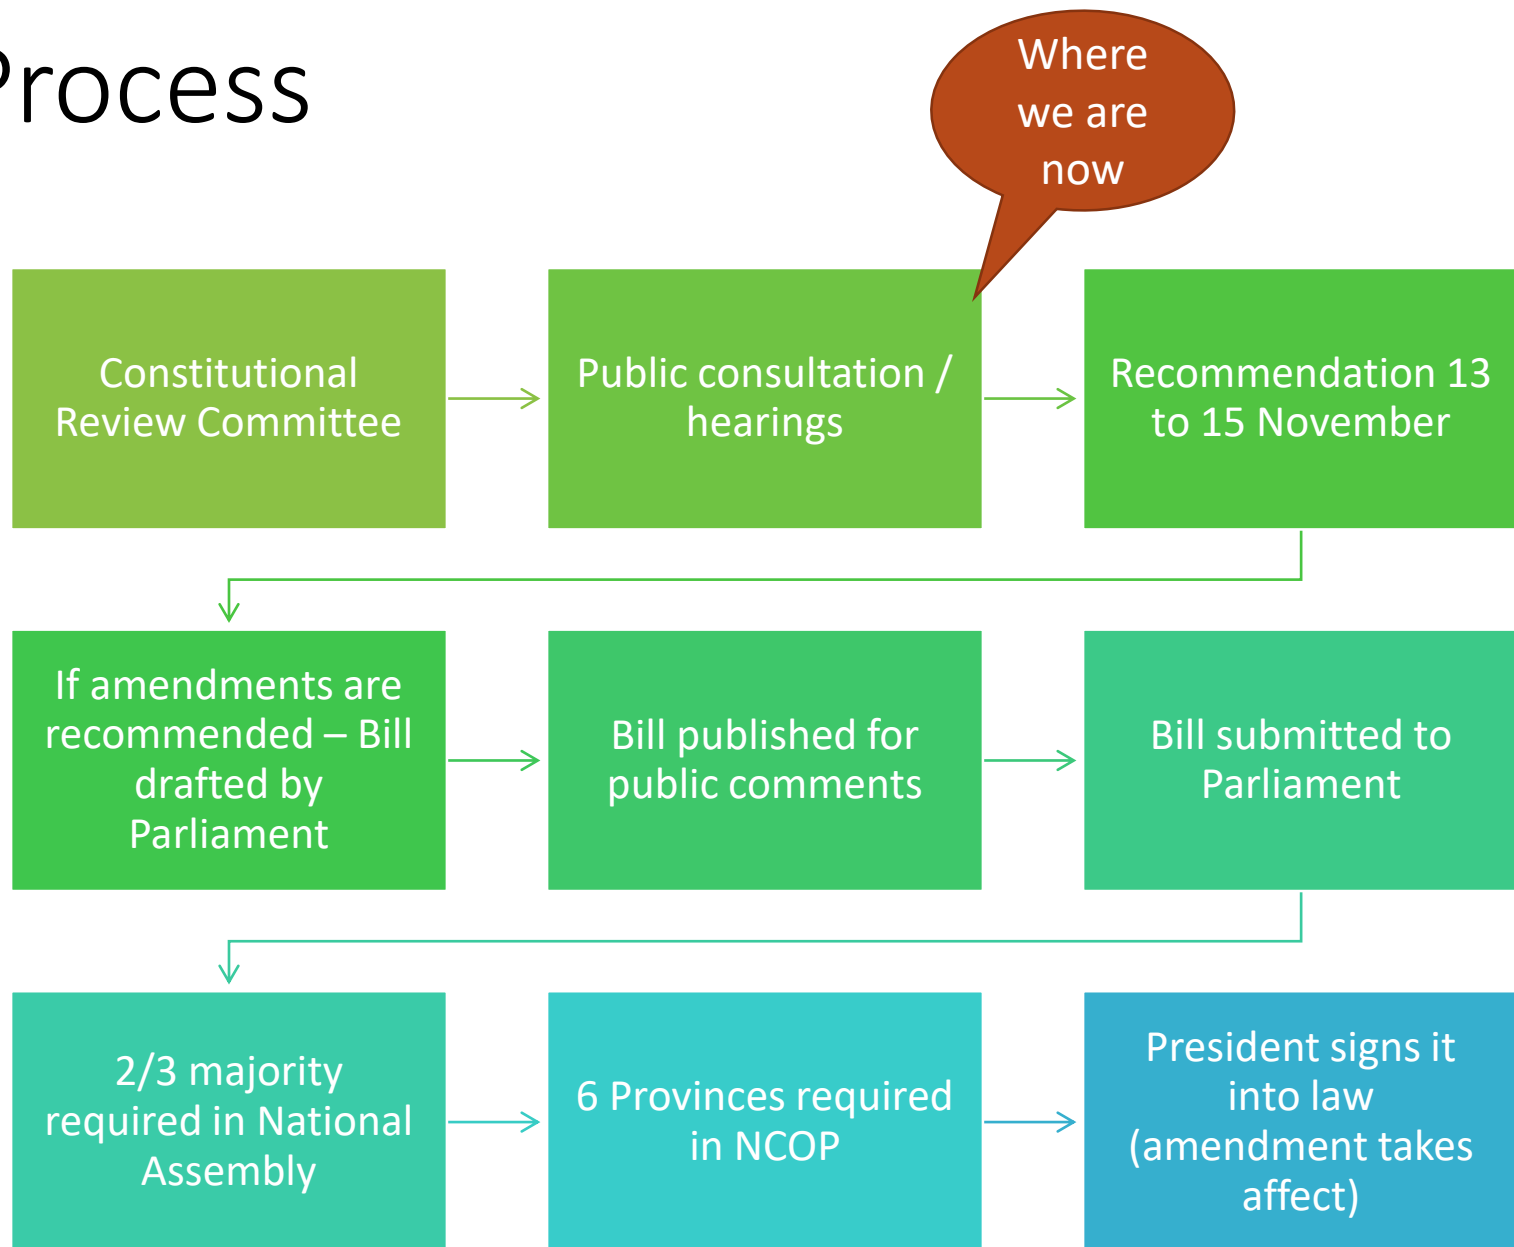 Process
Where
we are
now
Constitutional
Review Committee
Public consultation /
hearings
Recommendation 13
to 15 November
If amendments are
recommended – Bill
drafted by
Parliament
Bill published for
public comments
Bill submitted to
Parliament
2/3 majority
required in National
Assembly
6 Provinces required
in NCOP
President signs it
into law
(amendment takes
affect)